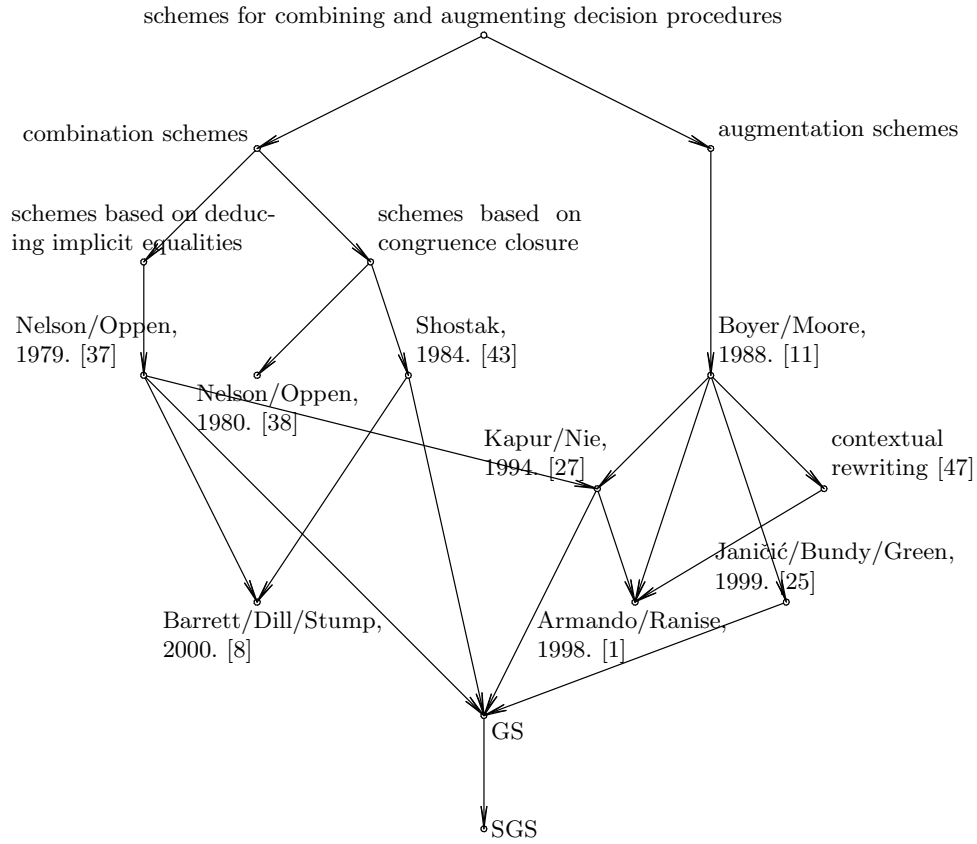 schemes for combining and augmenting decision procedures
combination schemes
augmentation schemes
schemes based on deduc-
ing implicit equalities
schemes based on
congruence closure
Nelson/Oppen,
1979. [37]
Shostak,
1984. [43]
Boyer/Moore,
1988. [11]
Nelson/Oppen,
1980. [38]
Kapur/Nie,
1994. [27]
contextual
rewriting [47]
Janičić/Bundy/Green,
1999. [25]
Barrett/Dill/Stump,
2000. [8]
Armando/Ranise,
1998. [1]
GS
SGS